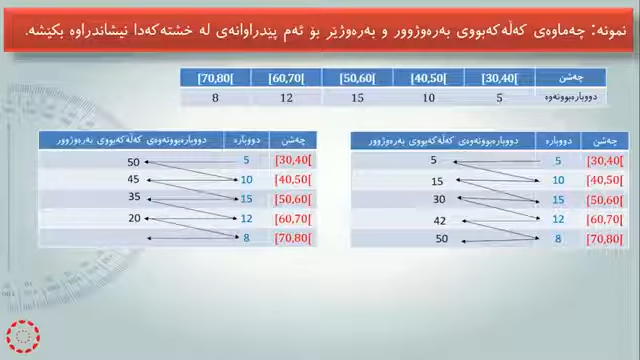 نمونە: چەماوەی کەڵەکەبووی بەرەوژوور و بەرەوژێر بۆ ئەم پێدراوانەی لە خشتەکەدا نیشاندراوە بکێشە.
چەشن [30,40[ [40,50[ [50,60[ [60,70[ [70,80[
دووبارەبوونەوە 5 10 15 12 8
چەشن دووبارە دووبارەبوونەوەی کەڵەکەبووی بەرەوژوور
[30,40[ 5 5
[40,50[ 10 15
[50,60[ 15 30
[60,70[ 12 42
[70,80[ 8 50
چەشن دووبارە دووبارەبوونەوەی کەڵەکەبووی بەرەوژوور
[30,40[ 5 50
[40,50[ 10 45
[50,60[ 15 35
[60,70[ 12 20
[70,80[ 8